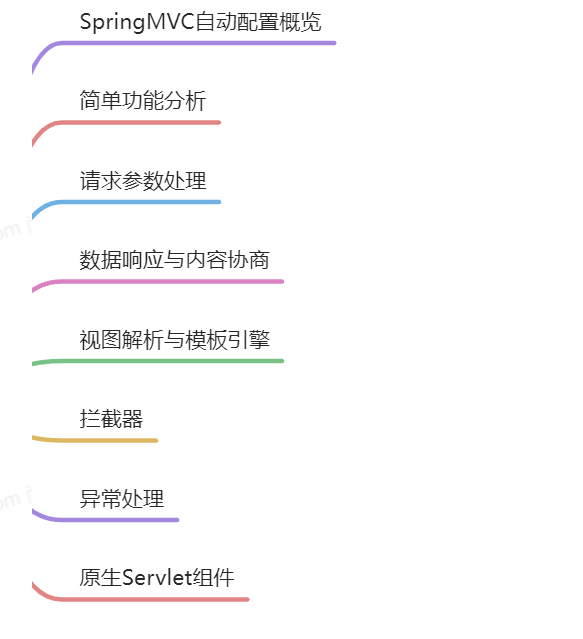 SpringMVC自动配置概览
简单功能分析
请求参数处理
数据响应与内容协商
视图解析与模板引擎
拦截器
异常处理
原生Servlet组件